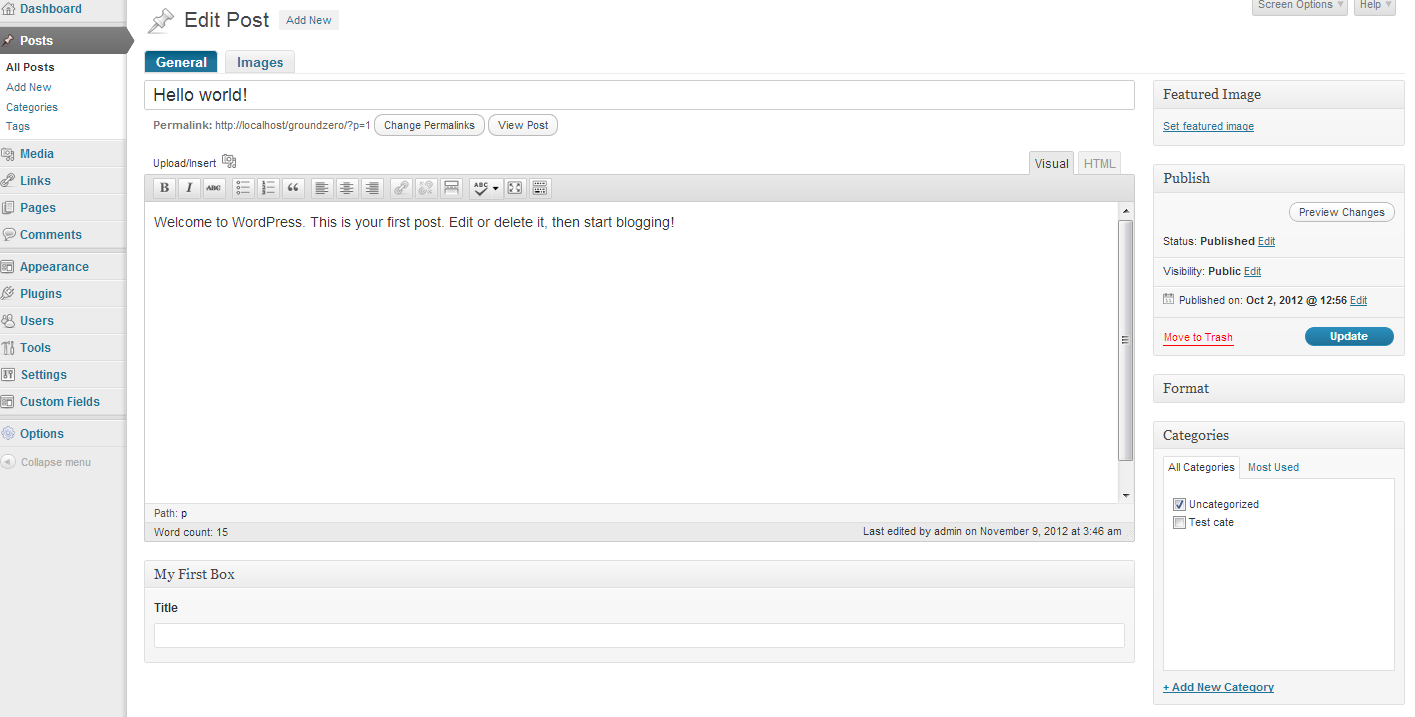 Dashboard
Posts
All Posts
Add New
Categories
Tags
Media
Links
Pages
Comments
Appearance
Plugins
Users
Tools
Settings
Custom Fields
Options
Collapse menu
Edit Post Add New
Screen Options Help
General Images
Hello world!
Permalink: http://localhost/groundzero/?p=1 Change Permalinks View Post
Upload/Insert
Visual HTML
B I ABC ABC
Welcome to WordPress. This is your first post. Edit or delete it, then start blogging!
Path: p
Word count: 15 Last edited by admin on November 9, 2012 at 3:46 am
My First Box
Title
Featured Image
Set featured image
Publish
Preview Changes
Status: Published Edit
Visibility: Public Edit
Published on: Oct 2, 2012 @ 12:56 Edit
Move to Trash Update
Format
Categories
All Categories Most Used
Uncategorized
Test cate
+ Add New Category